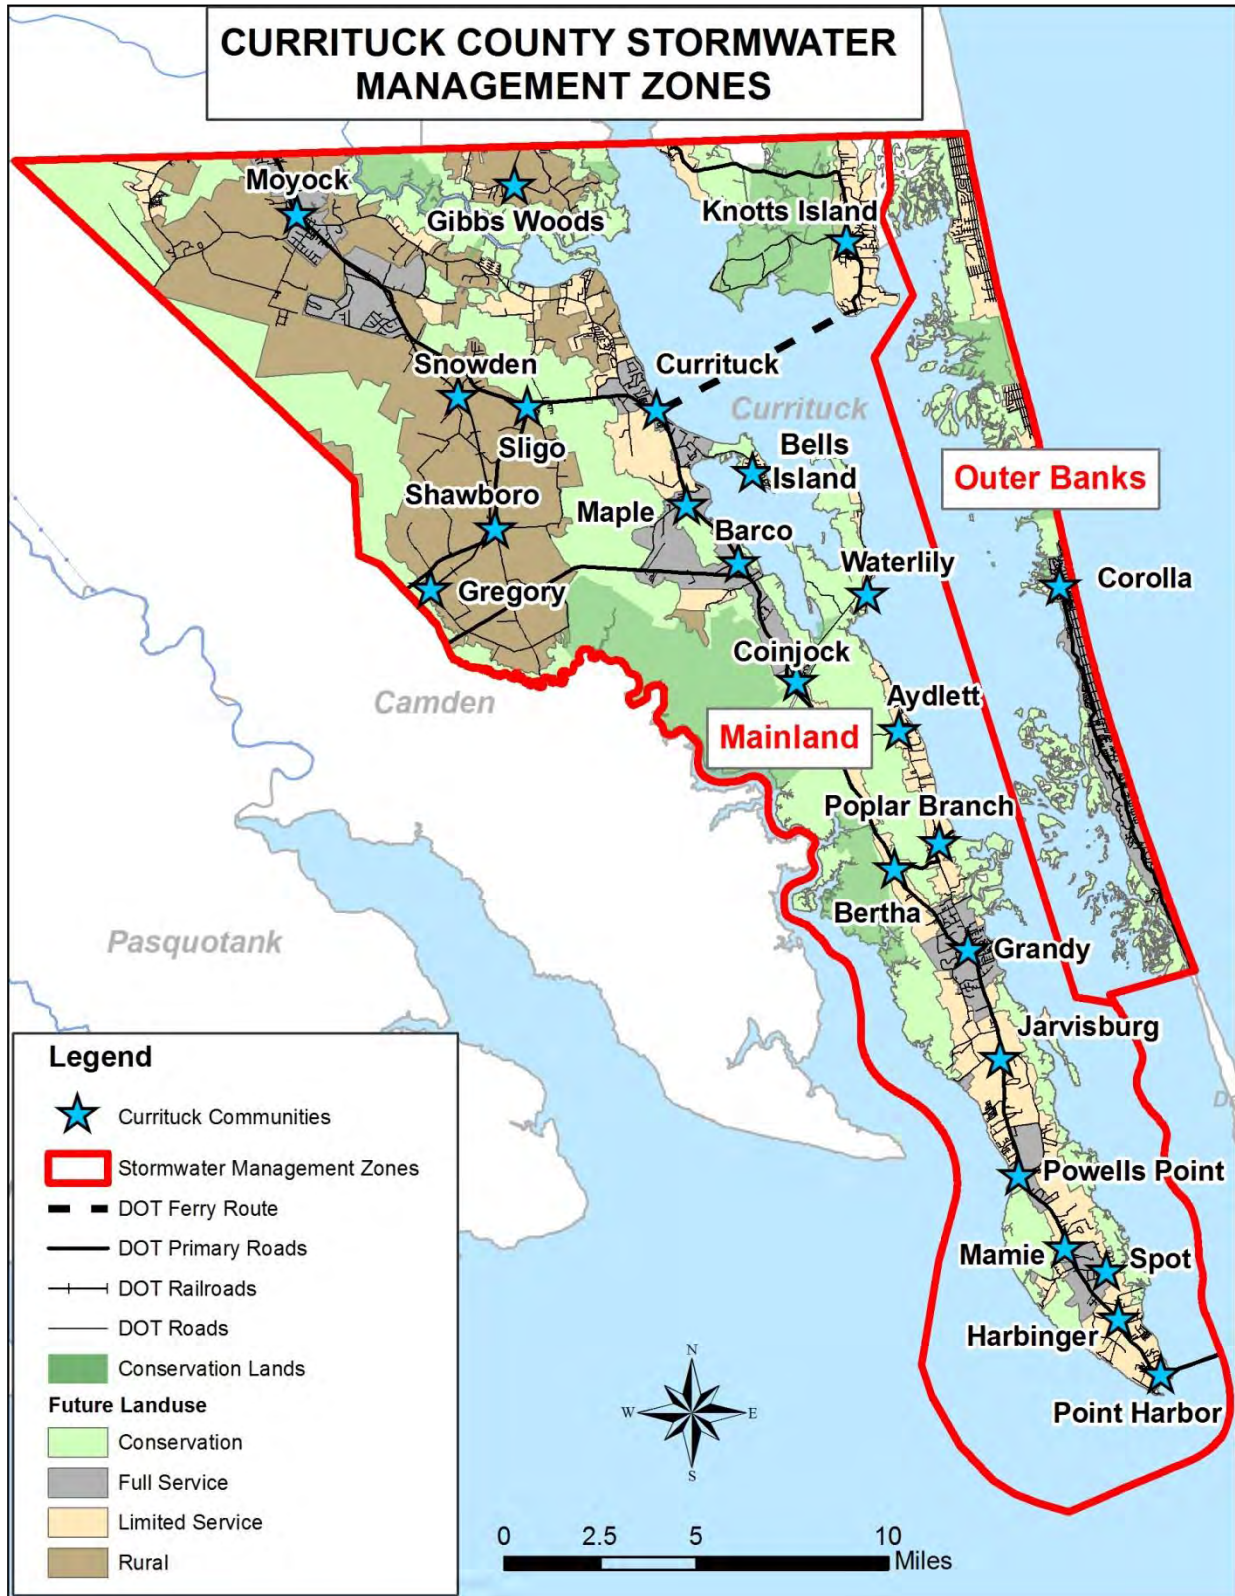 CURRITUCK COUNTY STORMWATER
MANAGEMENT ZONES
Moyock
Gibbs Woods
Knotts Island
Snowden
Currituck
Currituck
Sligo
Bells
Island
Outer Banks
Shawboro
Maple
Barco
Waterlily
Corolla
Gregory
Coinjock
Camden
Aydlett
Mainland
Poplar Branch
Bertha
Pasquotank
Grandy
Jarvisburg
Powells Point
Mamie
Spot
Harbinger
Point Harbor
Legend
Currituck Communities
Stormwater Management Zones
DOT Ferry Route
DOT Primary Roads
DOT Railroads
DOT Roads
Conservation Lands
Future Landuse
Conservation
Full Service
Limited Service
Rural
N
W E
S
0 2.5 5 10
Miles